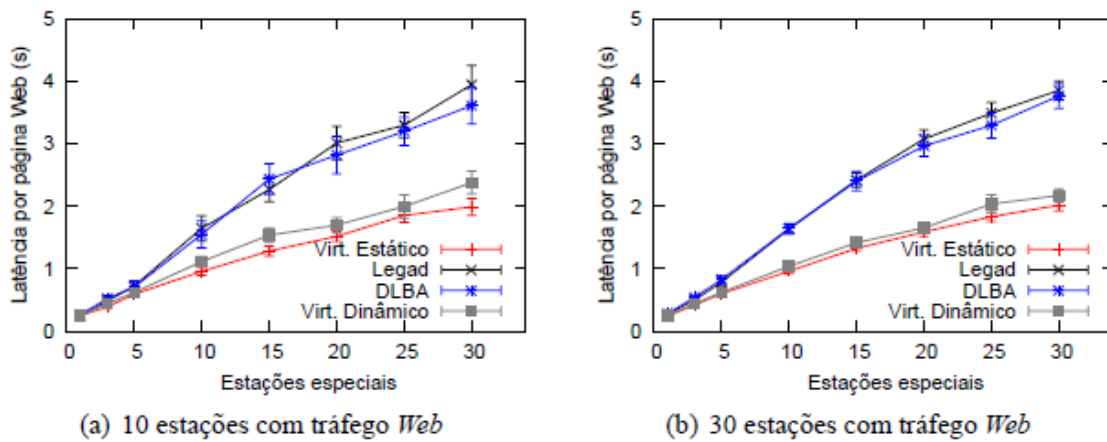 Latência por página Web (s)
5
4
3
2
1
0
Virt. Estático
Legad
DLBA
Virt. Dinâmico
0 5 10 15 20 25 30
Estações especiais
(a) 10 estações com tráfego Web
Latência por página Web (s)
5
4
3
2
1
0
Virt. Estático
Legad
DLBA
Virt. Dinâmico
0 5 10 15 20 25 30
Estações especiais
(b) 30 estações com tráfego Web